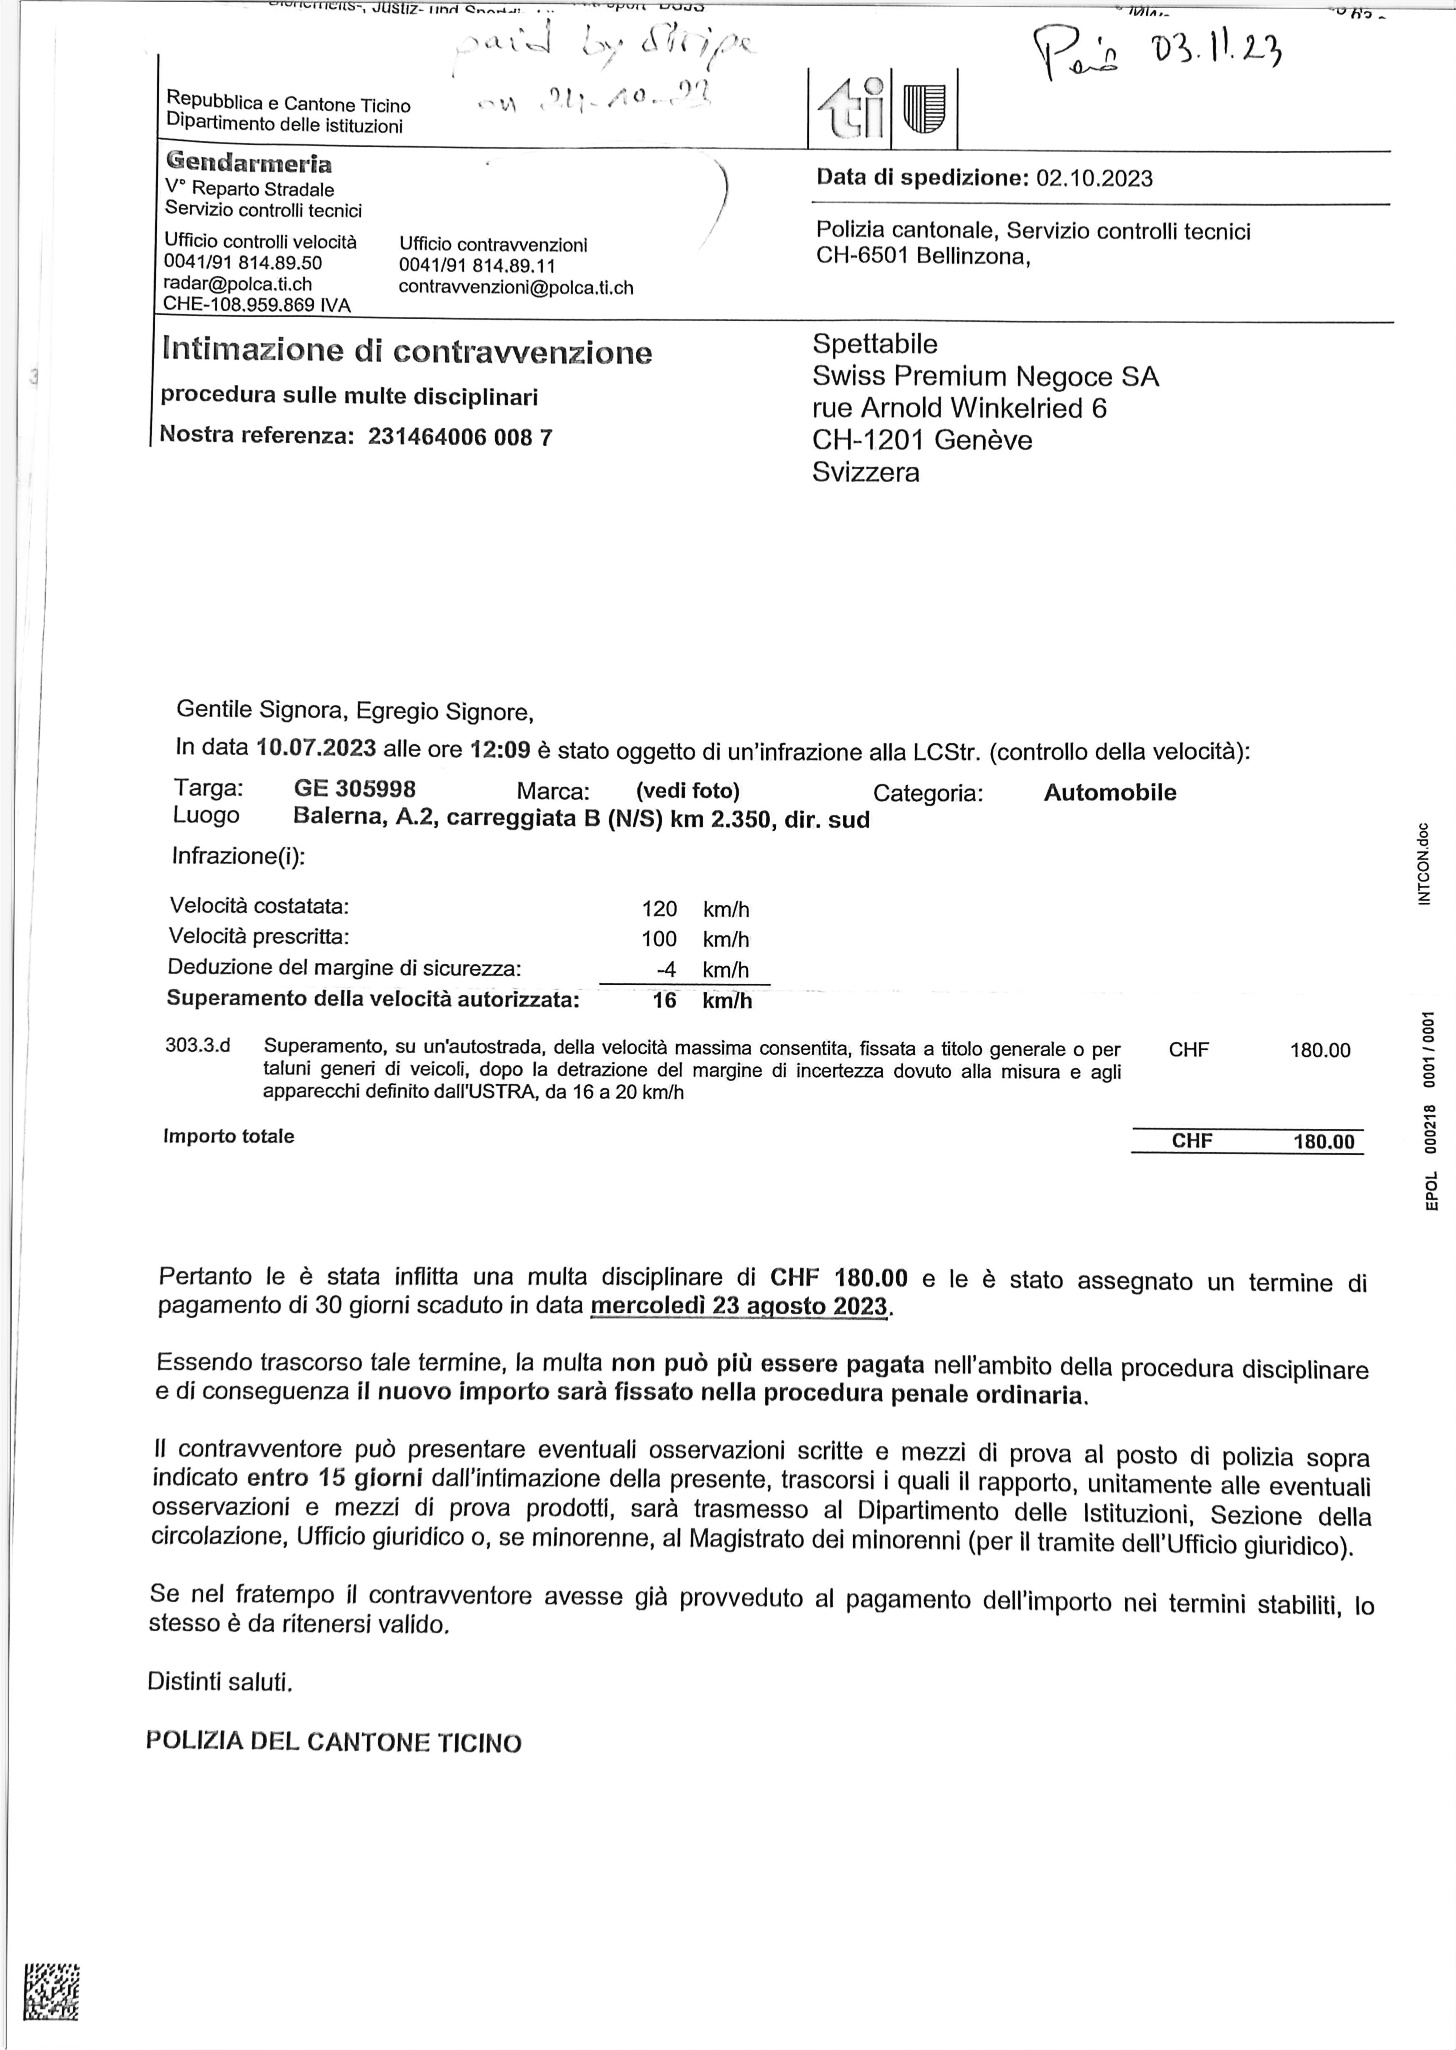 paid by Stripe
on 24-10-23
03.11.23
Repubblica e Cantone Ticino
Dipartimento delle istituzioni
ti
Gendarmeria
V° Reparto Stradale
Servizio controlli tecnici
Ufficio controlli velocità
0041/91 814.89.50
radar@polca.ti.ch
CHE-108.959.869 IVA
Ufficio contravvenzioni
0041/91 814.89.11
contravvenzioni@polca.ti.ch
Data di spedizione: 02.10.2023
Polizia cantonale, Servizio controlli tecnici
CH-6501 Bellinzona,
Intimazione di contravvenzione
procedura sulle multe disciplinari
Nostra referenza: 231464006 008 7
Spettabile
Swiss Premium Negoce SA
rue Arnold Winkelried 6
CH-1201 Genève
Svizzera
Gentile Signora, Egregio Signore,
In data 10.07.2023 alle ore 12:09 è stato oggetto di un'infrazione alla LCStr. (controllo della velocità):
Targa: GE 305998 Marca: (vedi foto) Categoria: Automobile
Luogo Balerna, A.2, carreggiata B (N/S) km 2.350, dir. sud
Infrazione(i):
Velocità costatata: 120 km/h
Velocità prescritta: 100 km/h
Deduzione del margine di sicurezza: -4 km/h
Superamento della velocità autorizzata: 16 km/h
303.3.d Superamento, su un'autostrada, della velocità massima consentita, fissata a titolo generale o per CHF 180.00
taluni generi di veicoli, dopo la detrazione del margine di incertezza dovuto alla misura e agli
apparecchi definito dall'USTRA, da 16 a 20 km/h
Importo totale CHF 180.00
Pertanto le è stata inflitta una multa disciplinare di CHF 180.00 e le è stato assegnato un termine di
pagamento di 30 giorni scaduto in data mercoledì 23 agosto 2023.
Essendo trascorso tale termine, la multa non può più essere pagata nell'ambito della procedura disciplinare
e di conseguenza il nuovo importo sarà fissato nella procedura penale ordinaria.
Il contravventore può presentare eventuali osservazioni scritte e mezzi di prova al posto di polizia sopra
indicato entro 15 giorni dall'intimazione della presente, trascorsi i quali il rapporto, unitamente alle eventuali
osservazioni e mezzi di prova prodotti, sarà trasmesso al Dipartimento delle Istituzioni, Sezione della
circolazione, Ufficio giuridico o, se minorenne, al Magistrato dei minorenni (per il tramite dell'Ufficio giuridico).
Se nel fratempo il contravventore avesse già provveduto al pagamento dell'importo nei termini stabiliti, lo
stesso è da ritenersi valido.
Distinti saluti.
POLIZIA DEL CANTONE TICINO
INTCON.doc
EPOL 000218 0001 / 0001